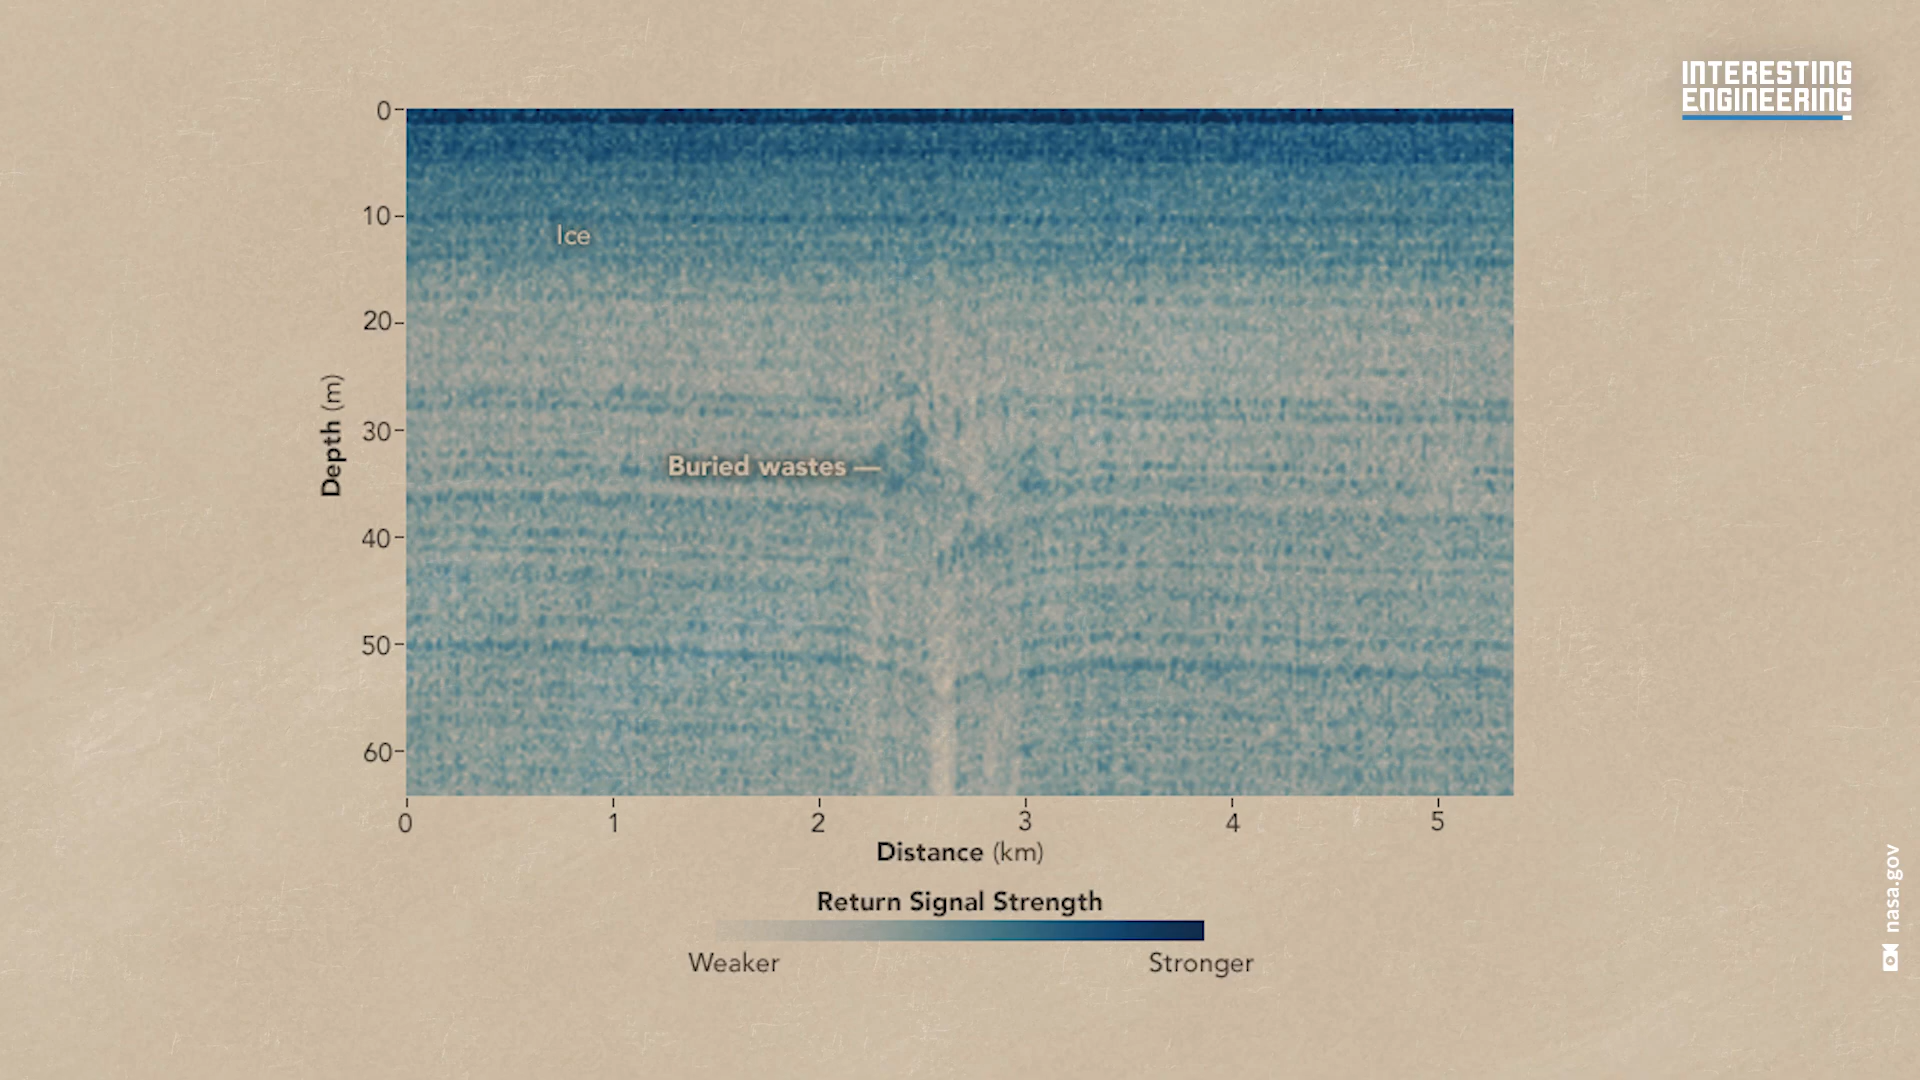 INTERESTING
ENGINEERING
0
10
Ice
20
Depth (m)
30
Buried wastes —
40
50
60
0 1 2 3 4 5
Distance (km)
Return Signal Strength
Weaker Stronger
nasa.gov